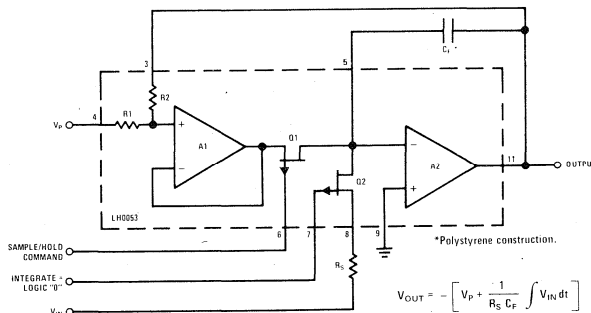 3
5
C_F
R2
4
11
V_P
R1
+
A1
-
Q1
-
A2
+
OUTPUT
Q2
LH0053
6
7
8
9
*Polystyrene construction.
SAMPLE/HOLD
COMMAND
R_S
INTEGRATE =
LOGIC "0"
V_OUT = - [ V_P + 1 / R_S C_F ∫ V_IN dt ]
V_IN